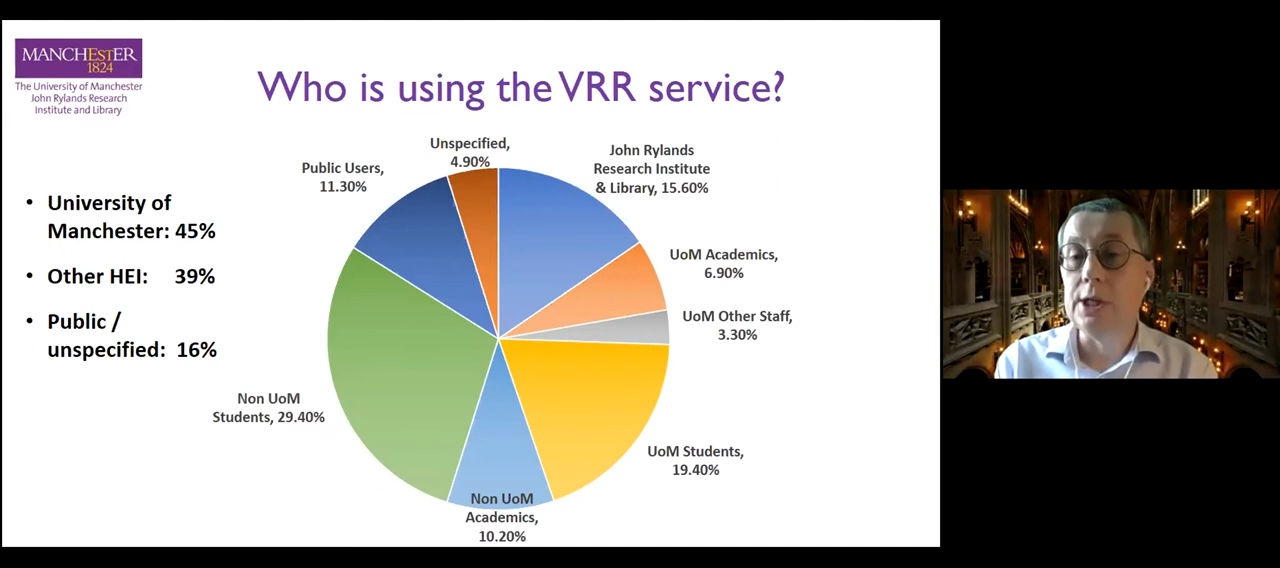 MANCHESTER
1824
The University of Manchester
John Rylands Research
Institute and Library
Who is using the VRR service?
• University of
Manchester: 45%
• Other HEI: 39%
• Public /
unspecified: 16%
Unspecified,
4.90%
John Rylands
Research Institute
& Library, 15.60%
Public Users,
11.30%
UoM Academics,
6.90%
UoM Other Staff,
3.30%
Non UoM
Students, 29.40%
UoM Students,
19.40%
Non UoM
Academics,
10.20%